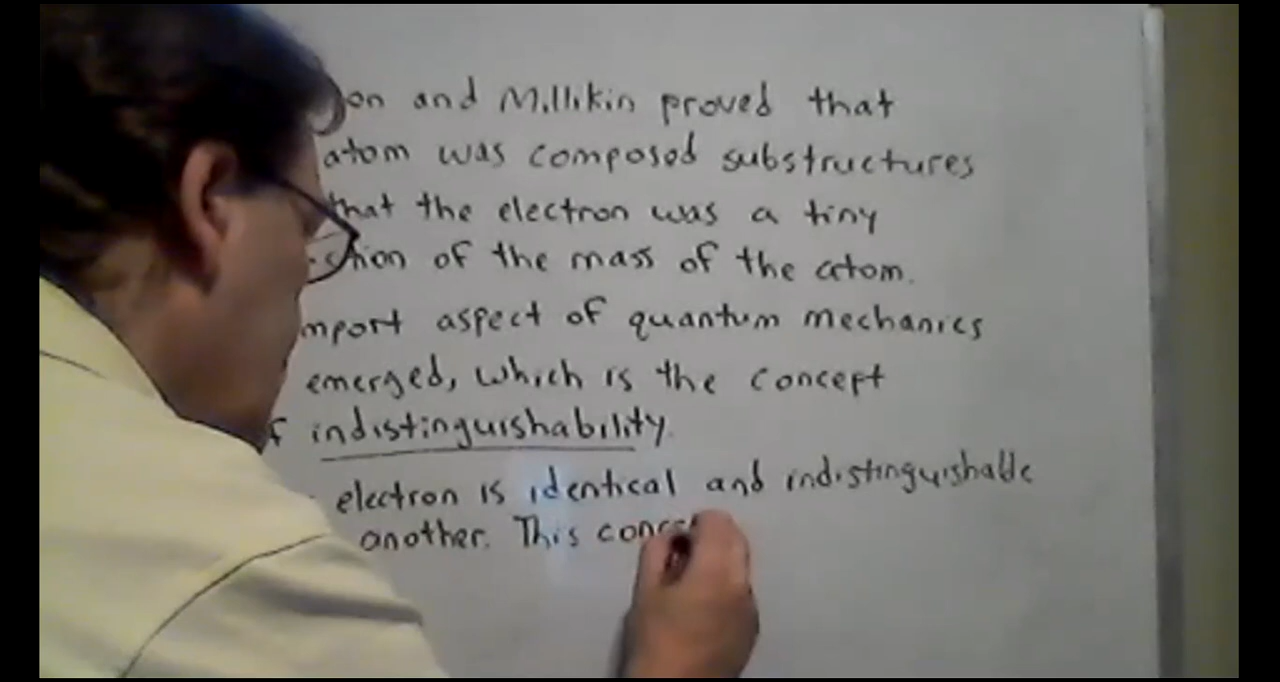 on and Millikin proved that
atom was composed substructures
that the electron was a tiny
ction of the mass of the atom.
mport aspect of quantum mechanics
emerged, which is the concept
f indistinguishability.
electron is identical and indistinguishable
another. This conce